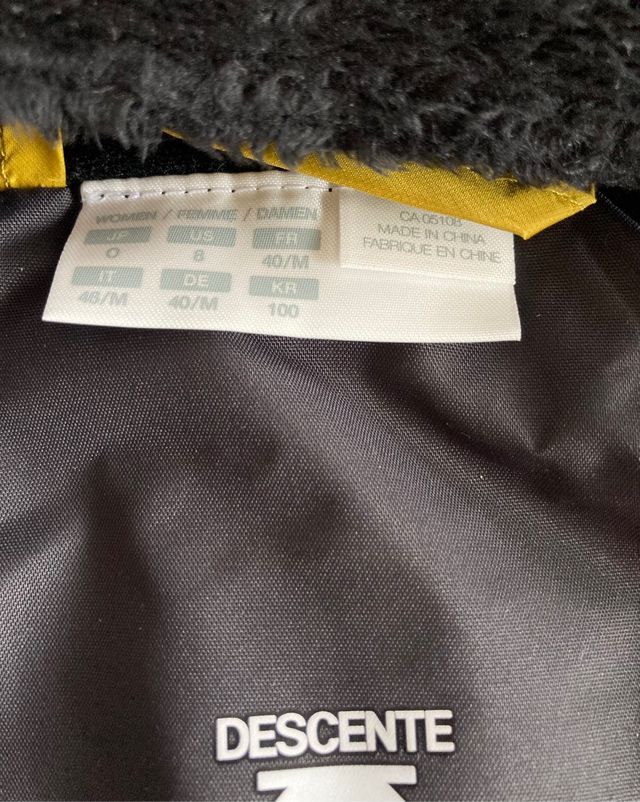 WOMEN / FEMME / DAMEN
JP US FR
O 8 40/M
IT DE KR
46/M 40/M 100
CA 05108
MADE IN CHINA
FABRIQUE EN CHINE
DESCENTE